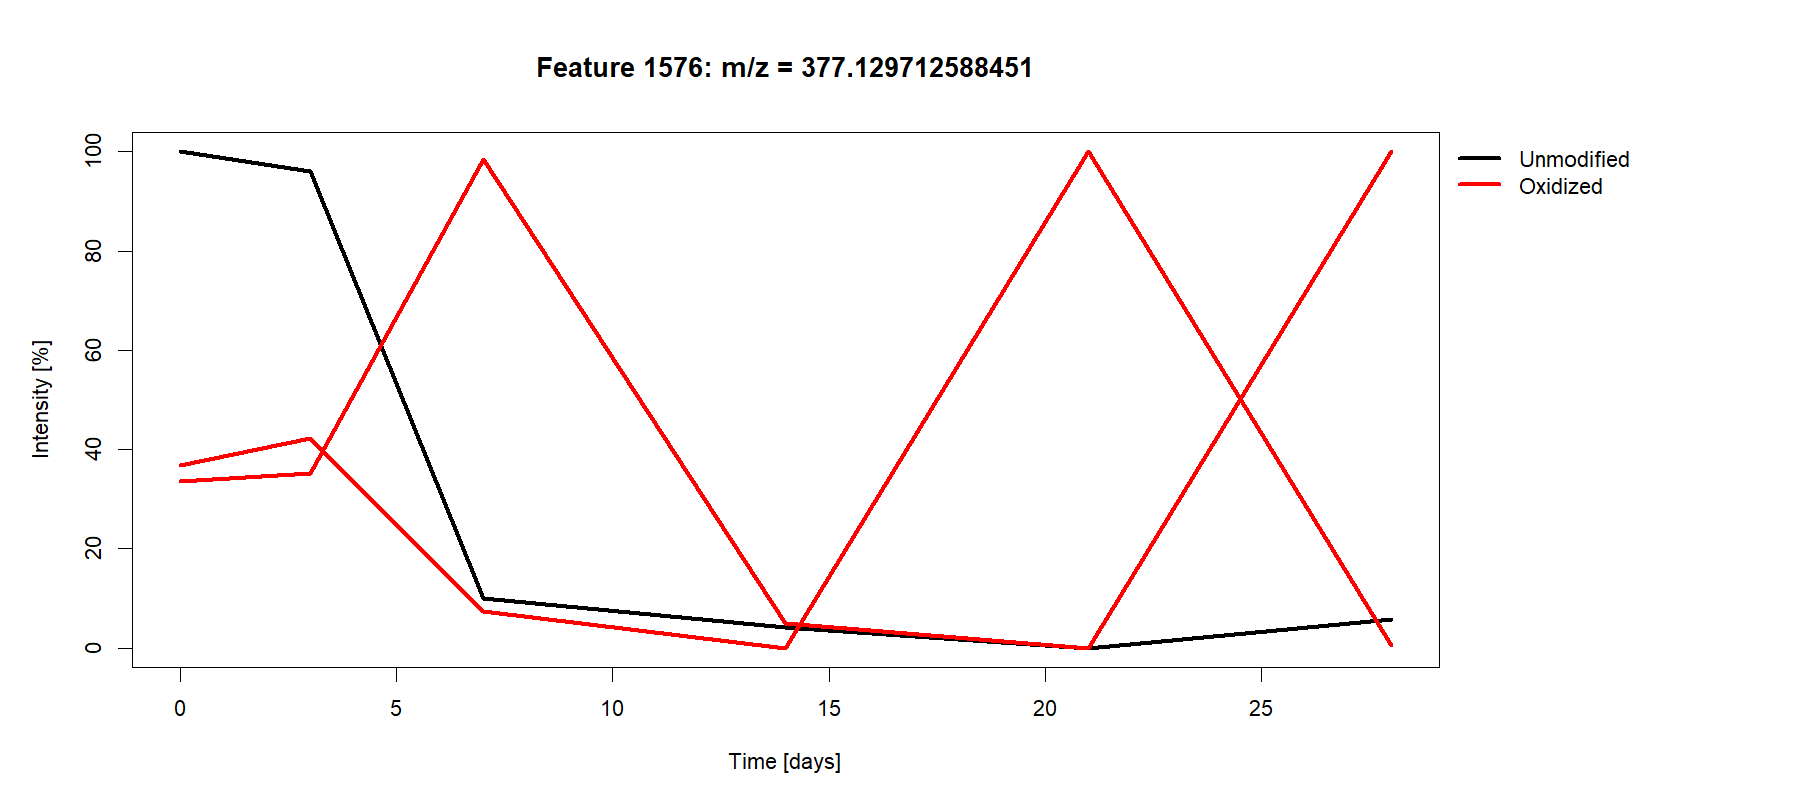 Feature 1576: m/z = 377.129712588451
Unmodified
Oxidized
Intensity [%]
100
80
60
40
20
0
0 5 10 15 20 25
Time [days]